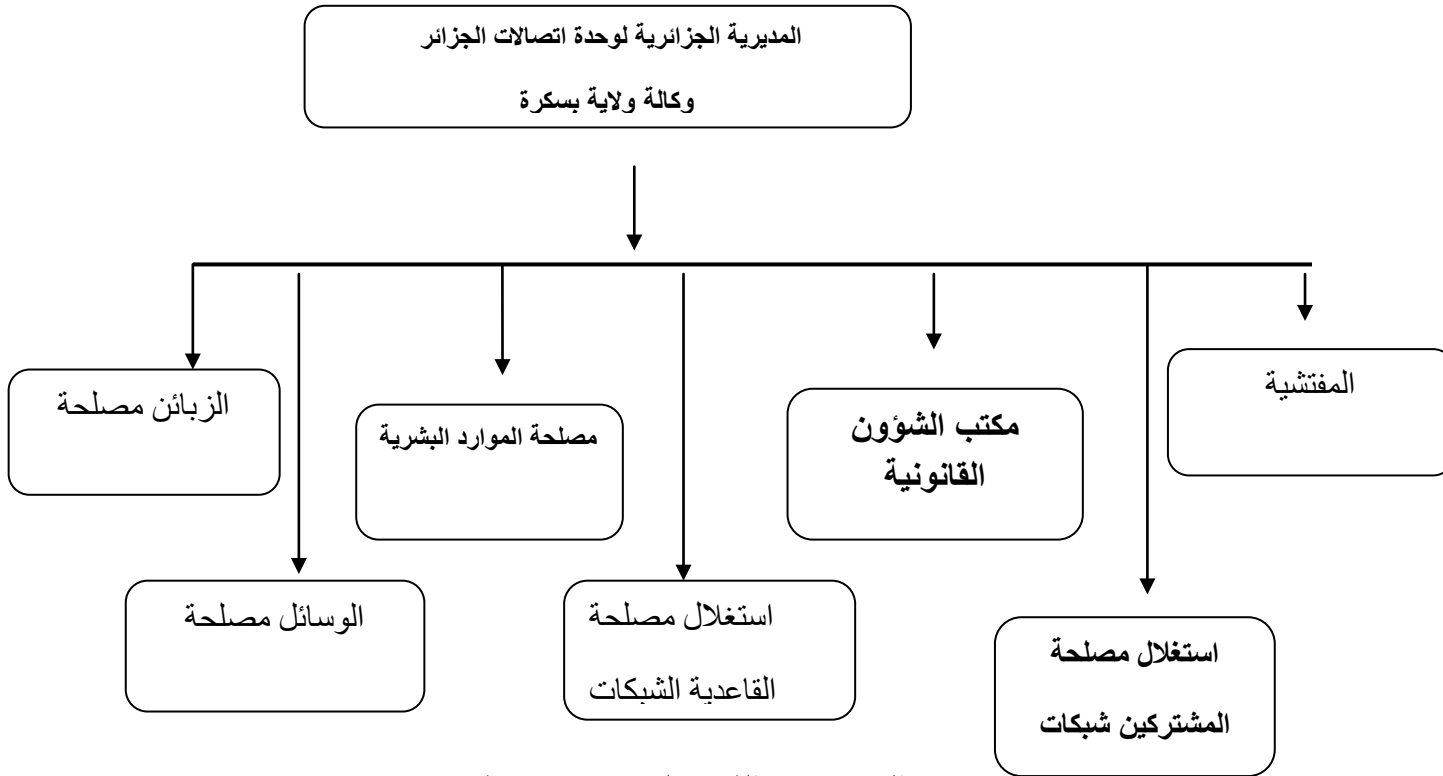 المديرية الجزائرية لوحدة اتصالات الجزائر
وكالة ولاية بسكرة
المفتشية
مكتب الشؤون
القانونية
مصلحة الموارد البشرية
الزبائن مصلحة
استغلال مصلحة
المشتركين شبكات
استغلال مصلحة
القاعدية الشبكات
الوسائل مصلحة